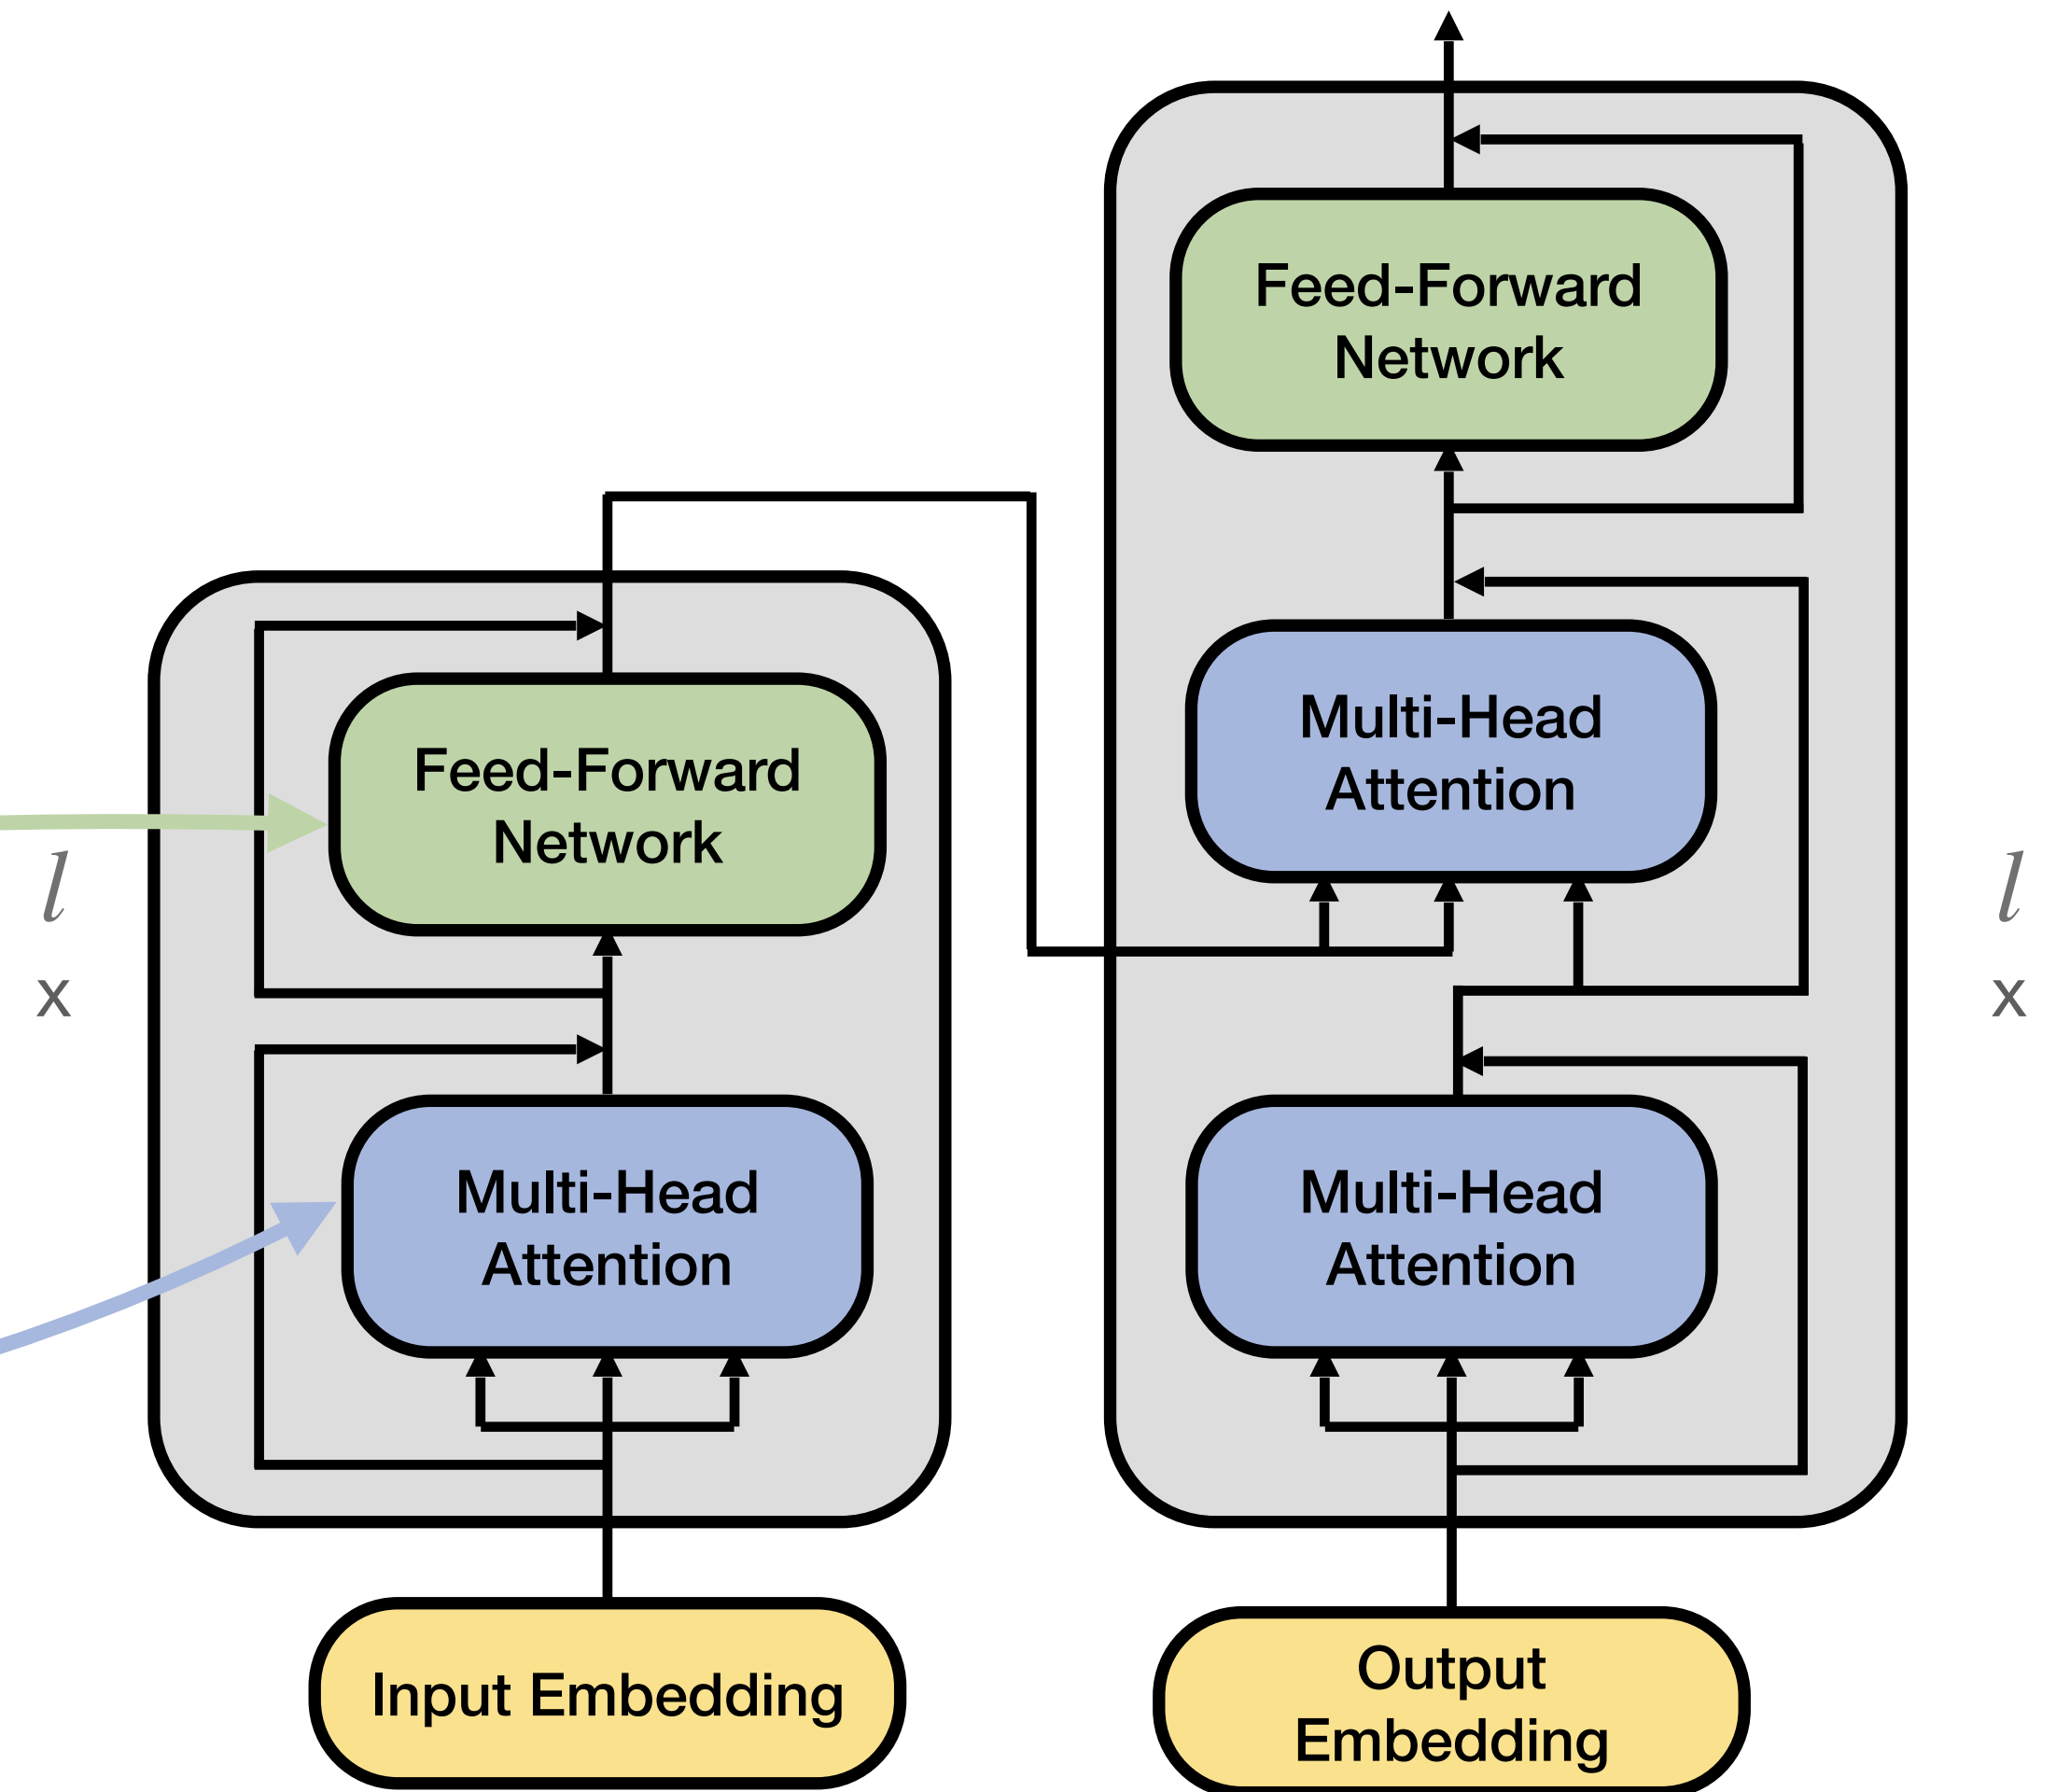 Feed-Forward
Network
Multi-Head
Attention
Input Embedding
l
x
Feed-Forward
Network
Multi-Head
Attention
Multi-Head
Attention
Output
Embedding
l
x